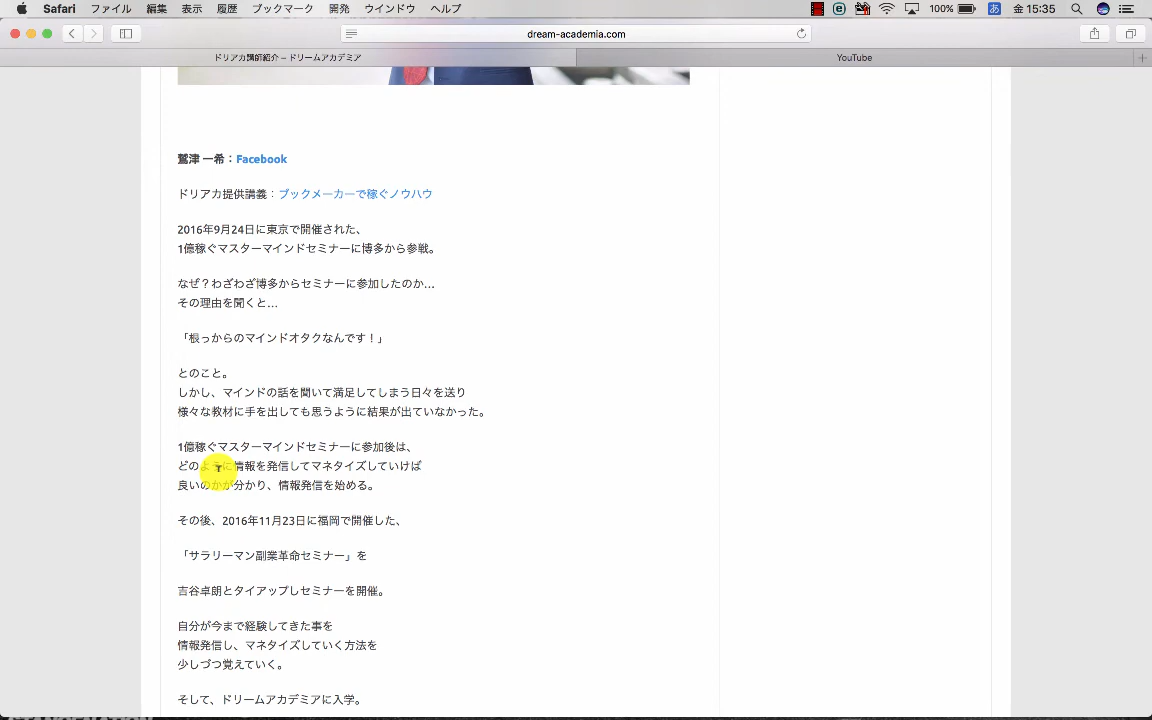 Safari ファイル 編集 表示 履歴 ブックマーク 開発 ウインドウ ヘルプ 100% あ 金 15:35
dream-academia.com
ドリアカ講師紹介 – ドリームアカデミア YouTube
鷲津 一希：Facebook
ドリアカ提供講義：ブックメーカーで稼ぐノウハウ
2016年9月24日に東京で開催された、
1億稼ぐマスターマインドセミナーに博多から参戦。
なぜ？わざわざ博多からセミナーに参加したのか…
その理由を聞くと…
「根っからのマインドオタクなんです！」
とのこと。
しかし、マインドの話を聞いて満足してしまう日々を送り
様々な教材に手を出しても思うように結果が出ていなかった。
1億稼ぐマスターマインドセミナーに参加後は、
どのように情報を発信してマネタイズしていけば
良いのかが分かり、情報発信を始める。
その後、2016年11月23日に福岡で開催した、
「サラリーマン副業革命セミナー」を
吉谷卓朗とタイアップしセミナーを開催。
自分が今まで経験してきた事を
情報発信し、マネタイズしていく方法を
少しづつ覚えていく。
そして、ドリームアカデミアに入学。